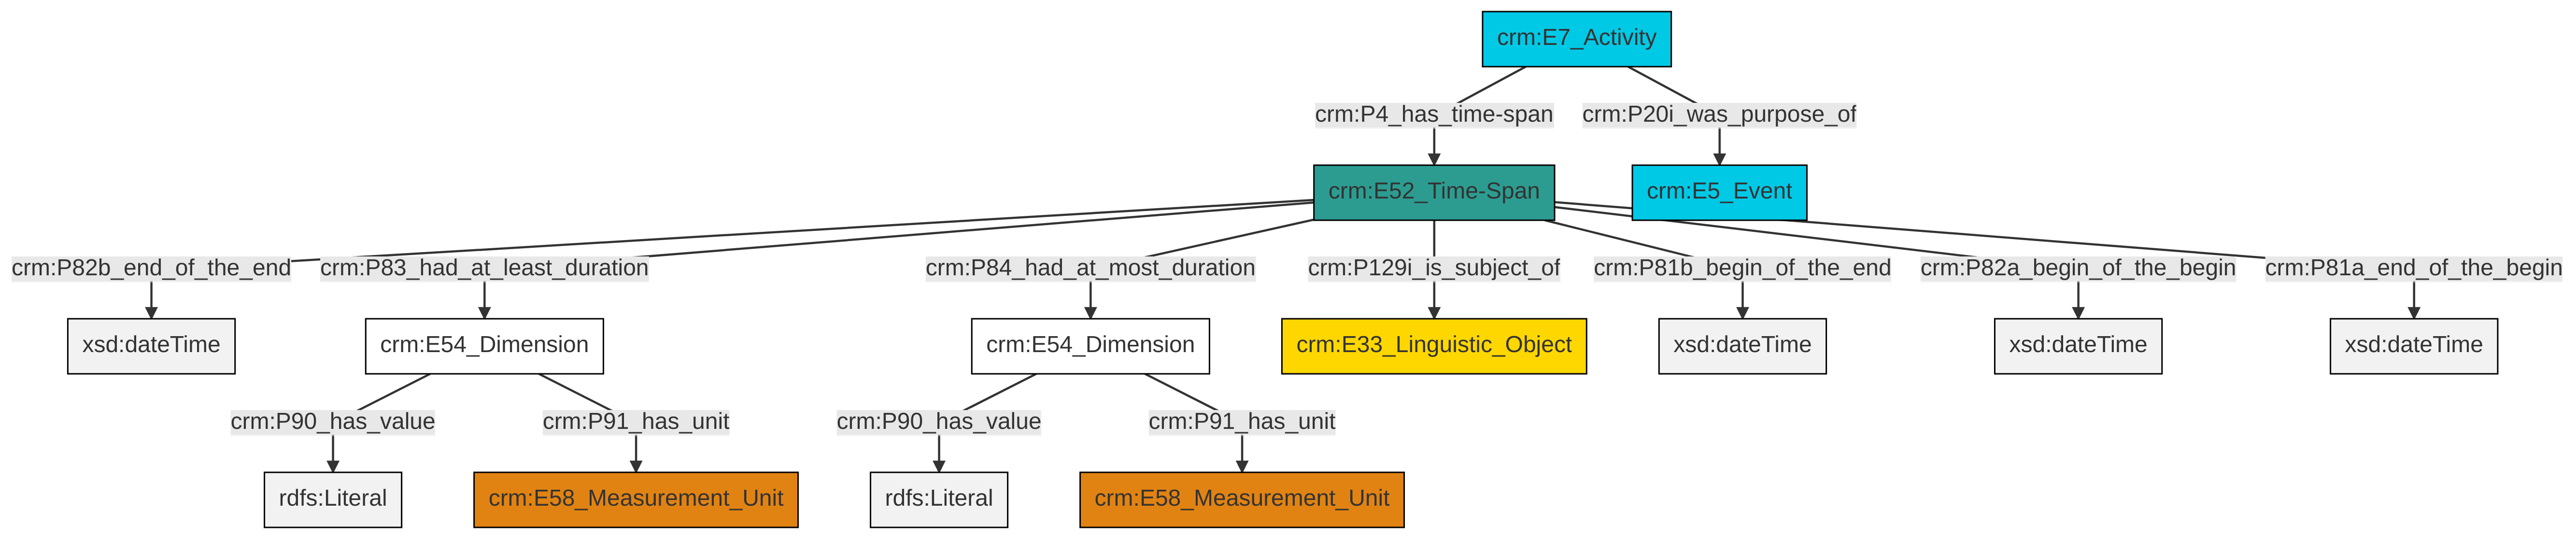 crm:E7_Activity
crm:P4_has_time-span
crm:P20i_was_purpose_of
crm:E52_Time-Span
crm:E5_Event
crm:P82b_end_of_the_end
crm:P83_had_at_least_duration
crm:P84_had_at_most_duration
crm:P129i_is_subject_of
crm:P81b_begin_of_the_end
crm:P82a_begin_of_the_begin
crm:P81a_end_of_the_begin
xsd:dateTime
crm:E54_Dimension
crm:E54_Dimension
crm:E33_Linguistic_Object
xsd:dateTime
xsd:dateTime
xsd:dateTime
crm:P90_has_value
crm:P91_has_unit
crm:P90_has_value
crm:P91_has_unit
rdfs:Literal
crm:E58_Measurement_Unit
rdfs:Literal
crm:E58_Measurement_Unit